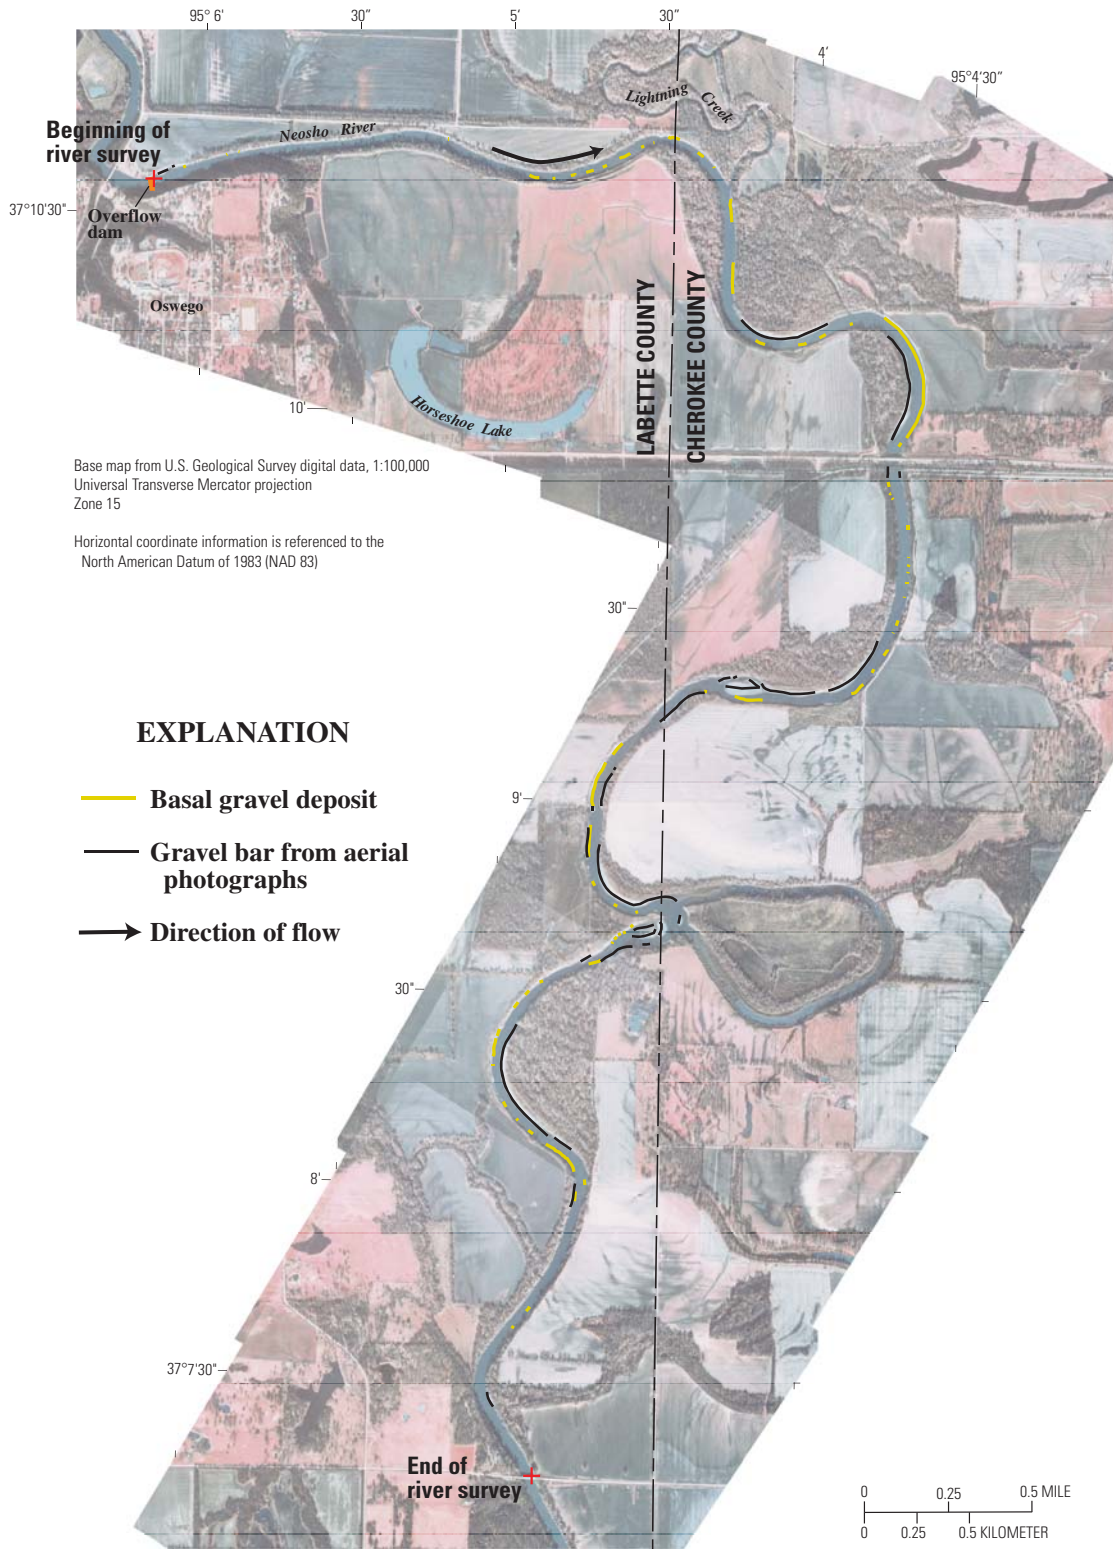 95° 6'
30"
5'
30"
4'
95°4'30"
Lightning
Creek
Neosho River
Beginning of
river survey
37°10'30"
Overflow
dam
Oswego
LABETTE COUNTY
CHEROKEE COUNTY
10'
Horseshoe Lake
Base map from U.S. Geological Survey digital data, 1:100,000
Universal Transverse Mercator projection
Zone 15
Horizontal coordinate information is referenced to the
North American Datum of 1983 (NAD 83)
30"
EXPLANATION
Basal gravel deposit
Gravel bar from aerial
photographs
Direction of flow
9'
30"
8'
37°7'30"
End of
river survey
0 0.25 0.5 MILE
0 0.25 0.5 KILOMETER